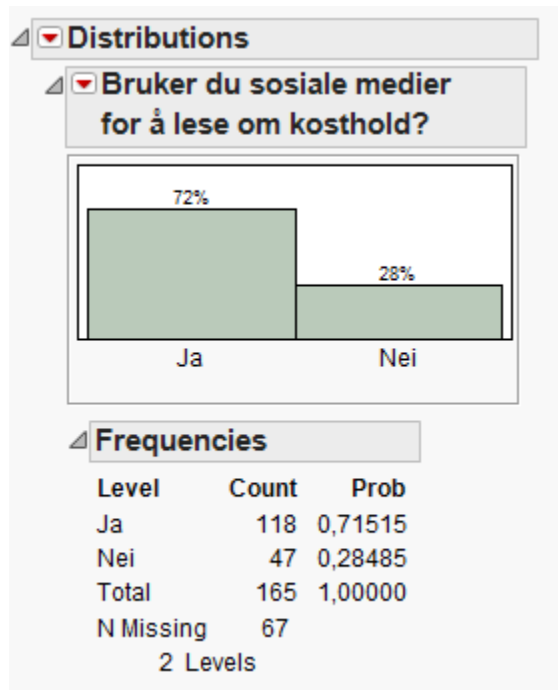 Distributions
Bruker du sosiale medier
for å lese om kosthold?
72%
28%
Ja Nei
Frequencies
Level Count Prob
Ja 118 0,71515
Nei 47 0,28485
Total 165 1,00000
N Missing 67
2 Levels